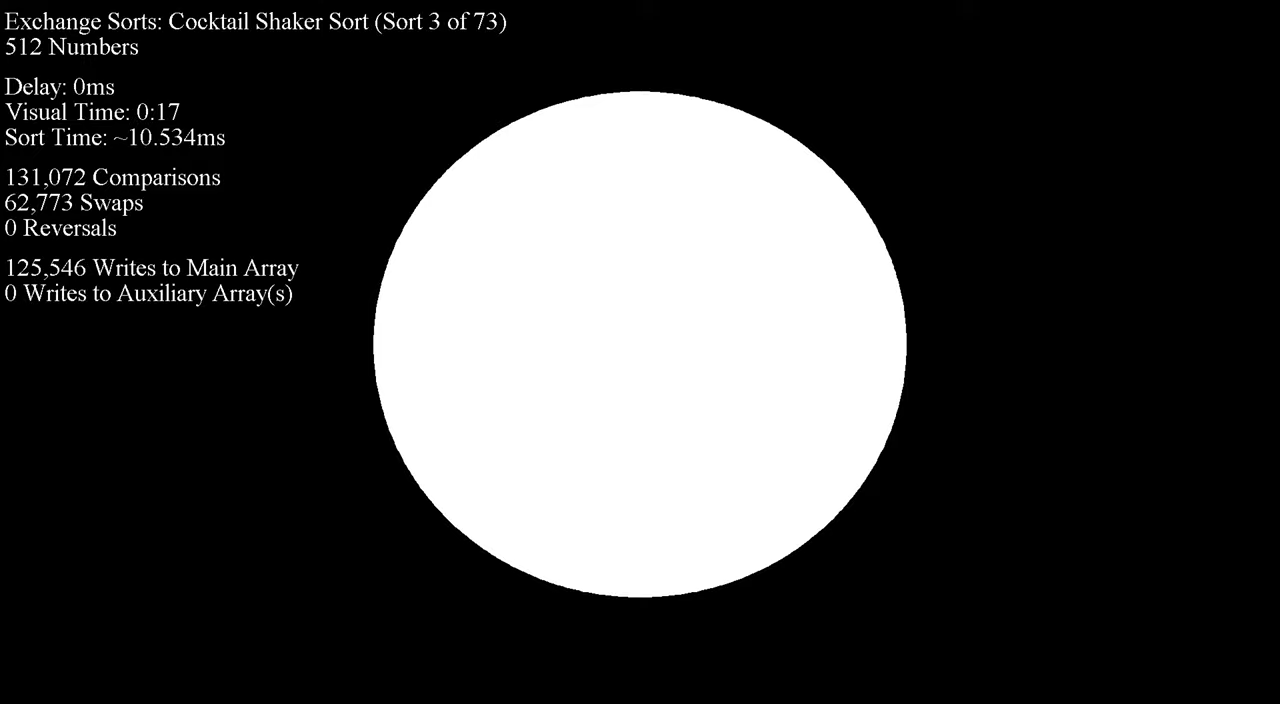 Exchange Sorts: Cocktail Shaker Sort (Sort 3 of 73)
512 Numbers
Delay: 0ms
Visual Time: 0:17
Sort Time: ~10.534ms
131,072 Comparisons
62,773 Swaps
0 Reversals
125,546 Writes to Main Array
0 Writes to Auxiliary Array(s)